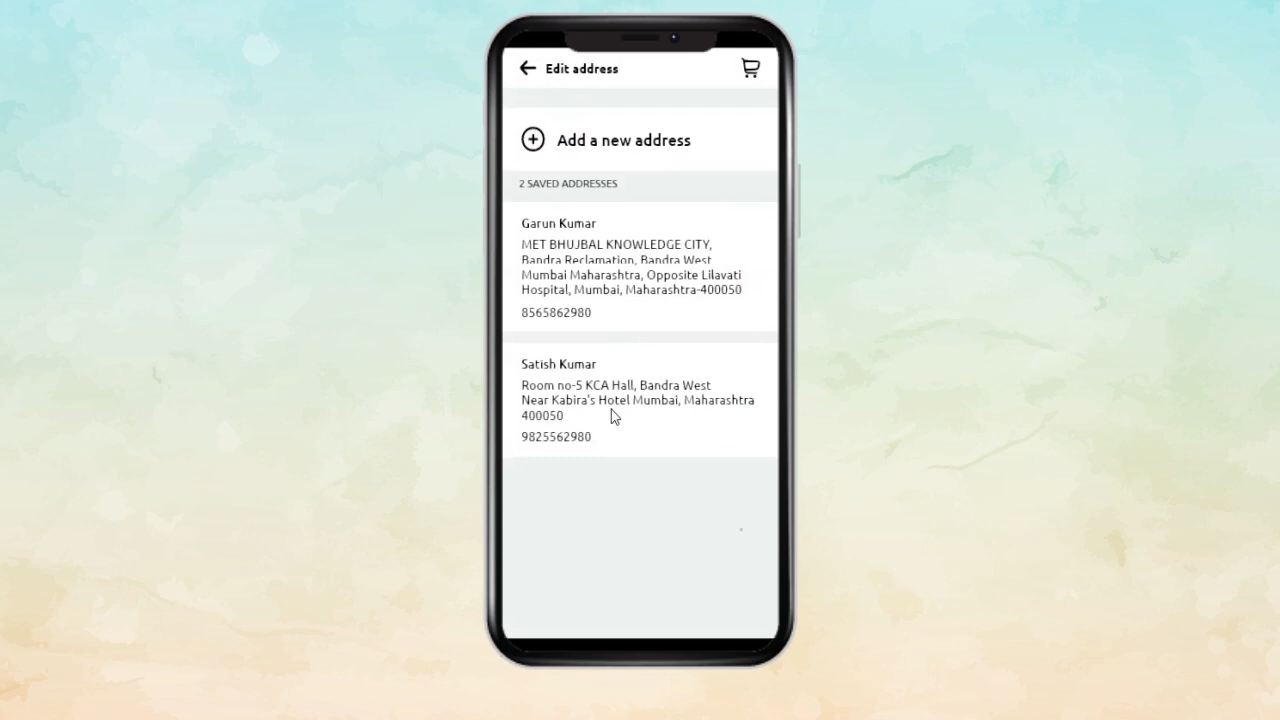 Edit address
Add a new address
2 SAVED ADDRESSES
Garun Kumar
MET BHUJBAL KNOWLEDGE CITY,
Bandra Reclamation, Bandra West
Mumbai Maharashtra, Opposite Lilavati
Hospital, Mumbai, Maharashtra-400050
8565862980
Satish Kumar
Room no-5 KCA Hall, Bandra West
Near Kabira's Hotel Mumbai, Maharashtra
400050
9825562980